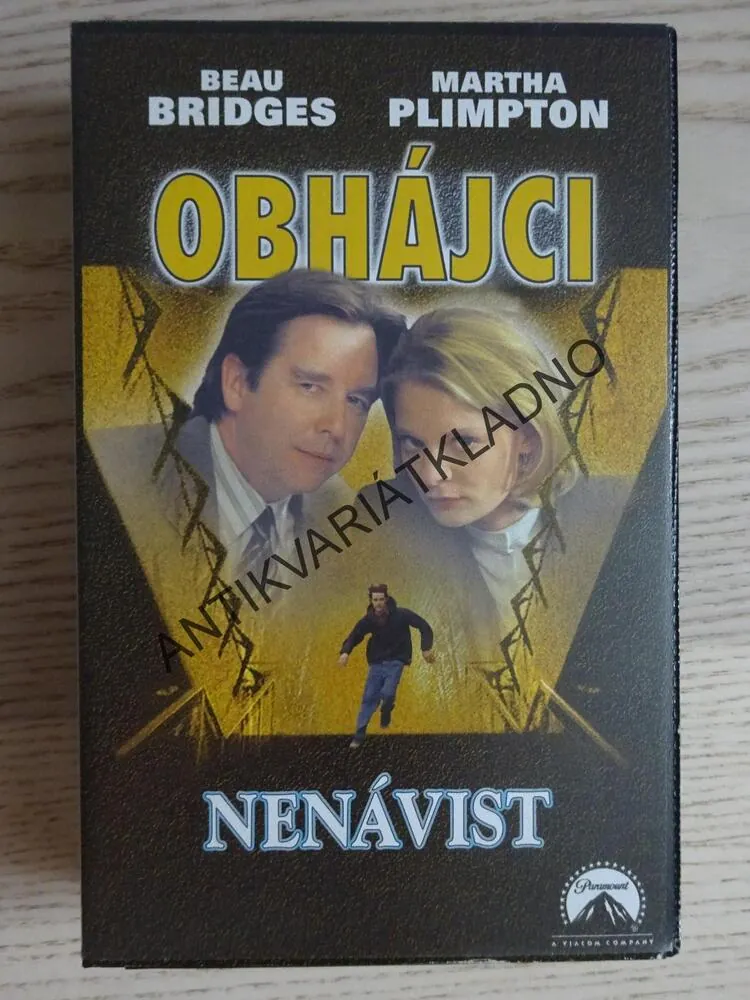 BEAU
BRIDGES
MARTHA
PLIMPTON
OBHÁJCI
ANTIKVARIÁTKLADNO
NENÁVIST
Paramount
®
A VIACOM COMPANY